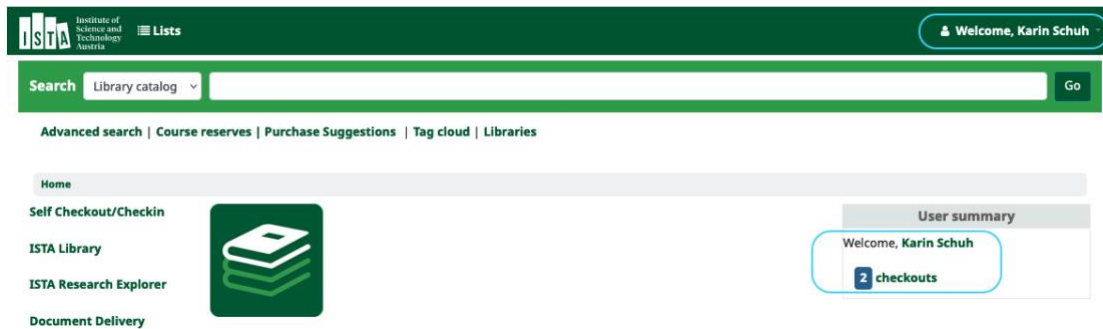 ISTA
Institute of
Science and
Technology
Austria
Lists
Welcome, Karin Schuh
Search Library catalog Go
Advanced search | Course reserves | Purchase Suggestions | Tag cloud | Libraries
Home
Self Checkout/Checkin
ISTA Library
ISTA Research Explorer
Document Delivery
User summary
Welcome, Karin Schuh
2 checkouts